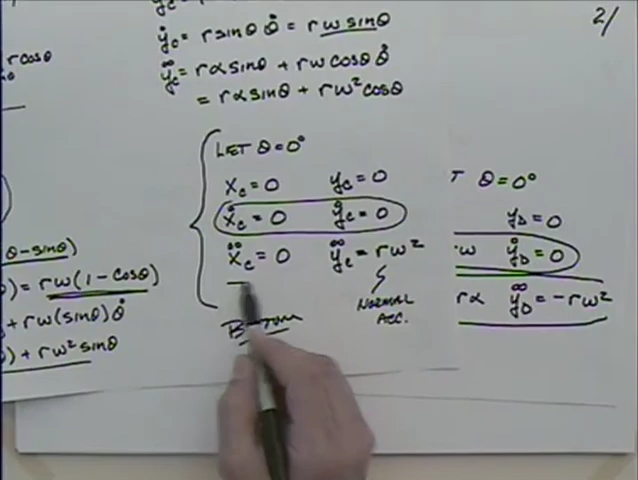 ẏc = r sinθ θ̇ = rω sinθ
2/
r cosθ
ÿc = rα sinθ + rω cosθ θ̇
= rα sinθ + rω² cosθ
LET θ = 0°
xc = 0 yc = 0
ẋc = 0 ẏc = 0
ẍc = 0 ÿc = rω²
NORMAL
ACC.
BOTTOM
T θ = 0°
yD = 0
·ω ẏD = 0
rα ÿD = -rω²
θ - sinθ)
) = rω(1 - cosθ)
+ rω(sinθ)θ̇
) + rω² sinθ